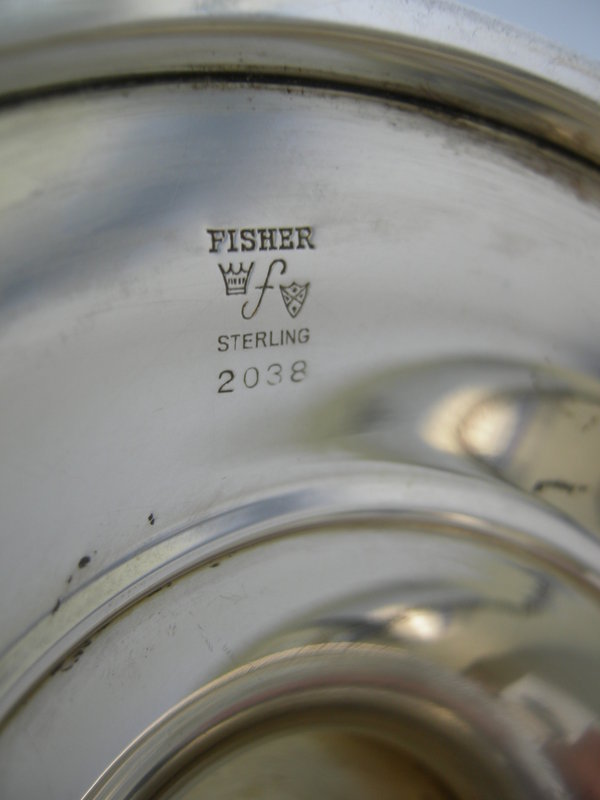 FISHER
f
STERLING
2038